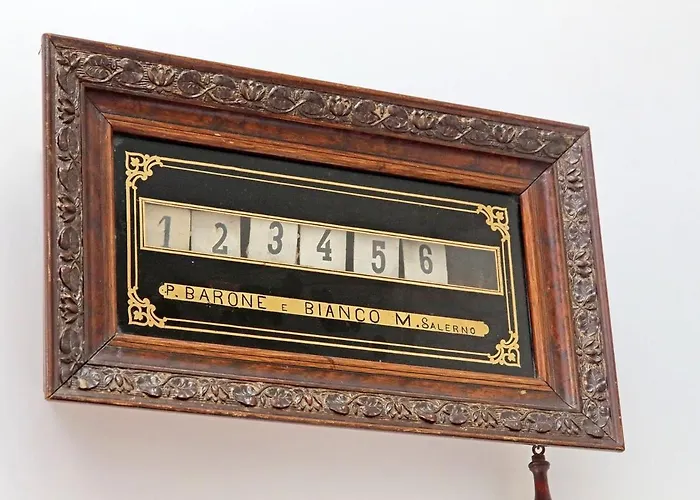 1 2 3 4 5 6
P. BARONE E BIANCO M. SALERNO